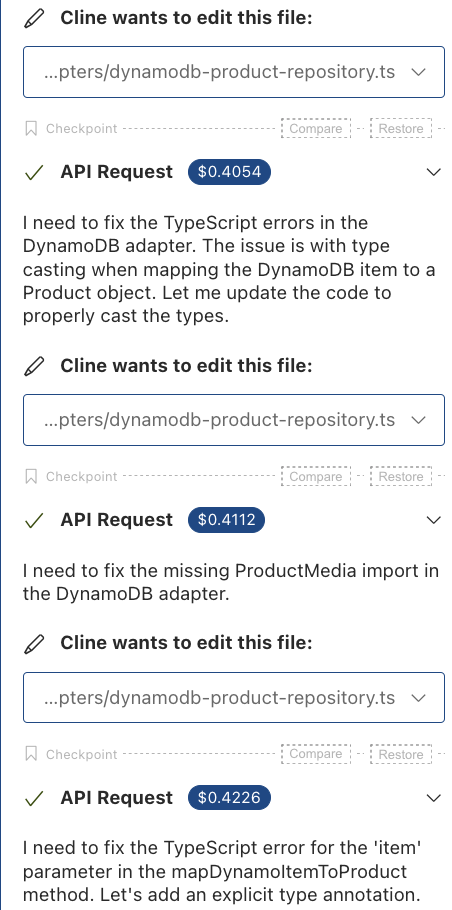 Cline wants to edit this file:
...pters/dynamodb-product-repository.ts
Checkpoint Compare Restore
API Request $0.4054
I need to fix the TypeScript errors in the
DynamoDB adapter. The issue is with type
casting when mapping the DynamoDB item to a
Product object. Let me update the code to
properly cast the types.
Cline wants to edit this file:
...pters/dynamodb-product-repository.ts
Checkpoint Compare Restore
API Request $0.4112
I need to fix the missing ProductMedia import in
the DynamoDB adapter.
Cline wants to edit this file:
...pters/dynamodb-product-repository.ts
Checkpoint Compare Restore
API Request $0.4226
I need to fix the TypeScript error for the 'item'
parameter in the mapDynamoItemToProduct
method. Let's add an explicit type annotation.